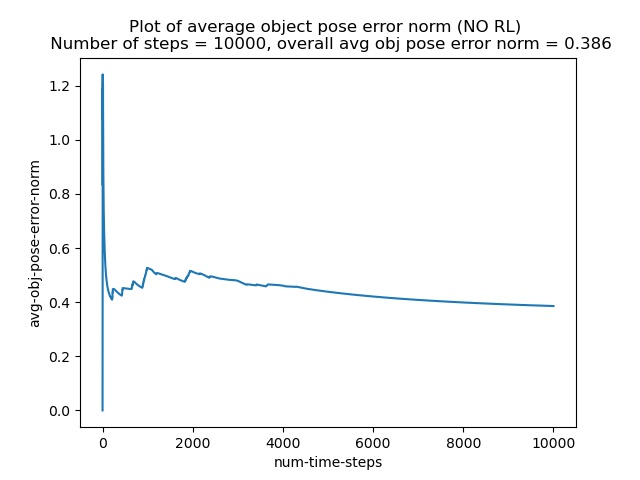 Plot of average object pose error norm (NO RL)
Number of steps = 10000, overall avg obj pose error norm = 0.386
1.2
1.0
0.8
0.6
0.4
0.2
0.0
avg-obj-pose-error-norm
0 2000 4000 6000 8000 10000
num-time-steps